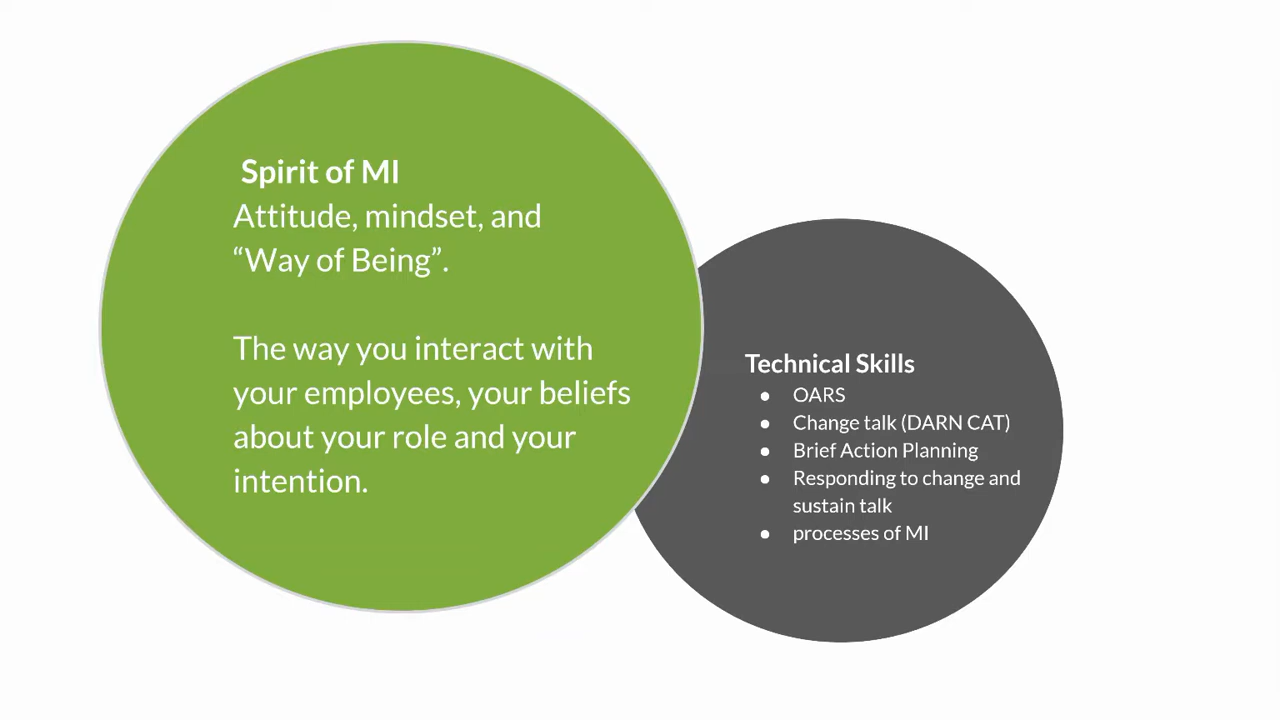 Spirit of MI
Attitude, mindset, and
“Way of Being”.
The way you interact with
your employees, your beliefs
about your role and your
intention.
Technical Skills
● OARS
● Change talk (DARN CAT)
● Brief Action Planning
● Responding to change and
sustain talk
● processes of MI